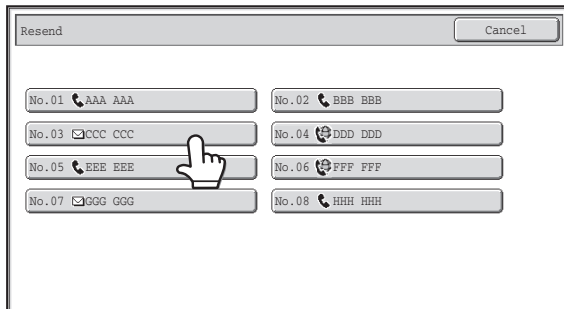 Resend Cancel
No.01 AAA AAA No.02 BBB BBB
No.03 CCC CCC No.04 DDD DDD
No.05 EEE EEE No.06 FFF FFF
No.07 GGG GGG No.08 HHH HHH